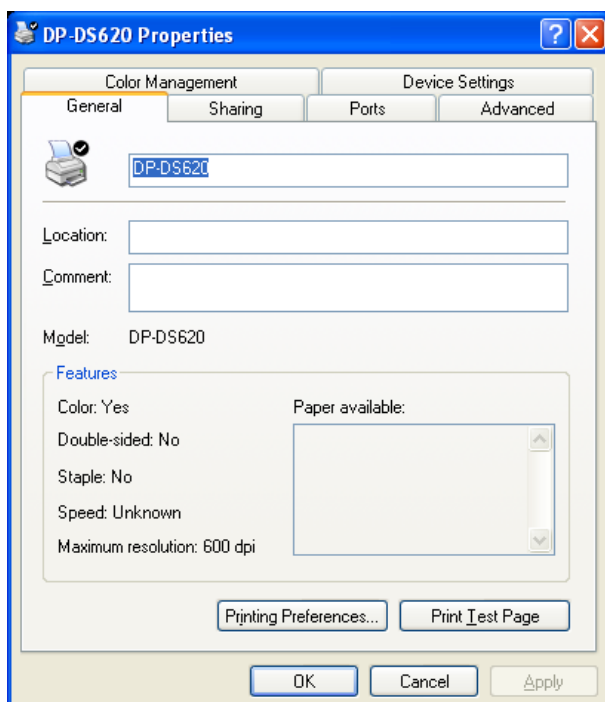 DP-DS620 Properties
Color Management Device Settings
General Sharing Ports Advanced
DP-DS620
Location:
Comment:
Model: DP-DS620
Features
Color: Yes Paper available:
Double-sided: No
Staple: No
Speed: Unknown
Maximum resolution: 600 dpi
Printing Preferences... Print Test Page
OK Cancel Apply